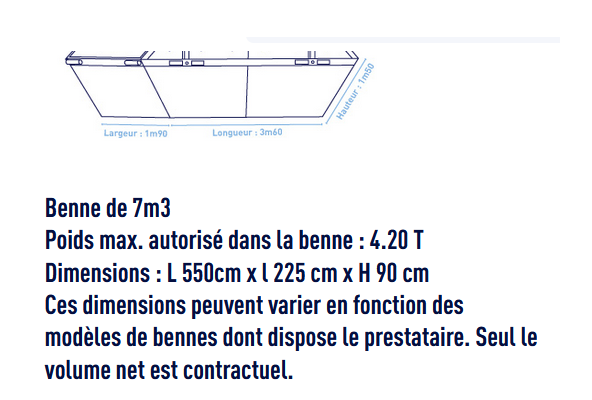 Hauteur : 1m50
Largeur : 1m90
Longueur : 3m60
Benne de 7m3
Poids max. autorisé dans la benne : 4.20 T
Dimensions : L 550cm x l 225 cm x H 90 cm
Ces dimensions peuvent varier en fonction des
modèles de bennes dont dispose le prestataire. Seul le
volume net est contractuel.